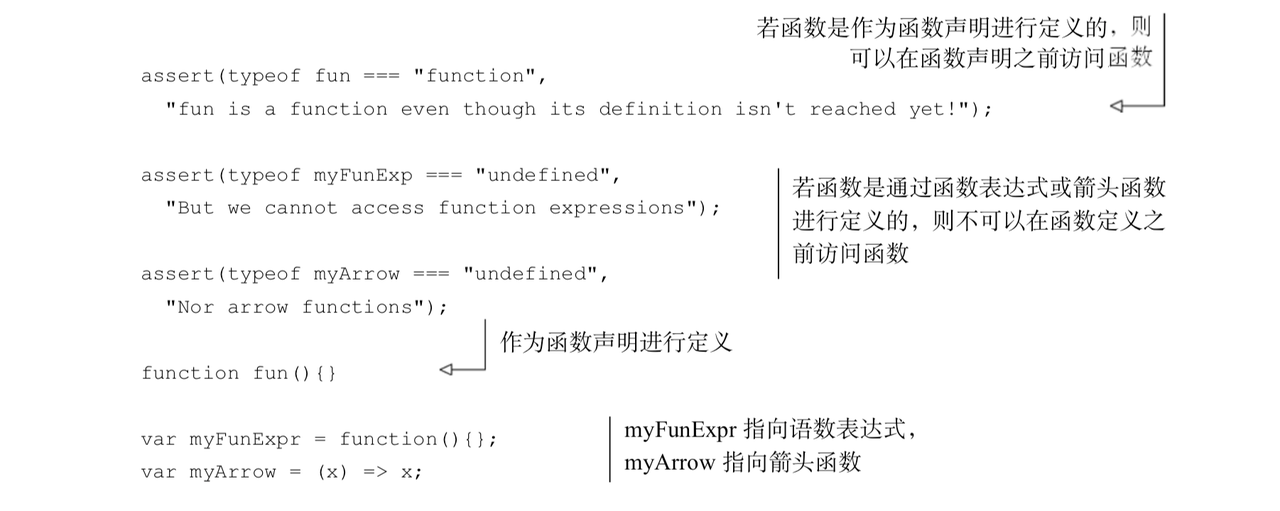 若函数是作为函数声明进行定义的，则
可以在函数声明之前访问函数
assert(typeof fun === "function",
"fun is a function even though its definition isn't reached yet!");
assert(typeof myFunExp === "undefined",
"But we cannot access function expressions");
若函数是通过函数表达式或箭头函数
进行定义的，则不可以在函数定义之
前访问函数
assert(typeof myArrow === "undefined",
"Nor arrow functions");
作为函数声明进行定义
function fun(){}
var myFunExpr = function(){};
var myArrow = (x) => x;
myFunExpr 指向语数表达式，
myArrow 指向箭头函数